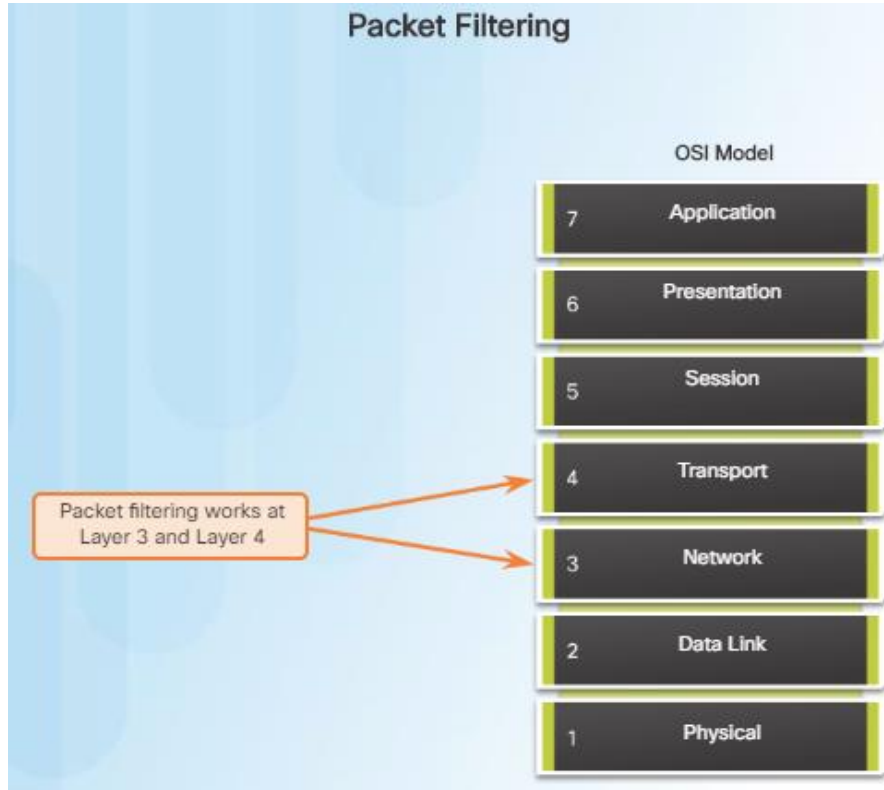 Packet Filtering
OSI Model
7 Application
6 Presentation
5 Session
4 Transport
Packet filtering works at
Layer 3 and Layer 4
3 Network
2 Data Link
1 Physical